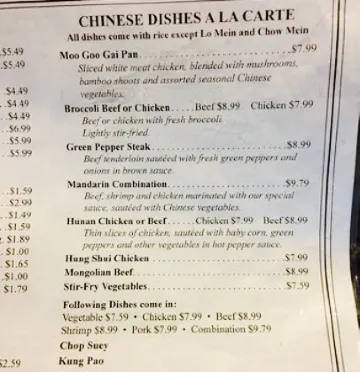 CHINESE DISHES A LA CARTE
All dishes come with rice except Lo Mein and Chow Mein
Moo Goo Gai Pan.....$7.99
Sliced white meat chicken, blended with mushrooms,
bamboo shoots and assorted seasonal Chinese
vegetables.
Broccoli Beef or Chicken.....Beef $8.99 Chicken $7.99
Beef or chicken with fresh broccoli.
Lightly stir-fried.
Green Pepper Steak.....$8.99
Beef tenderloin sautéed with fresh green peppers and
onions in brown sauce.
Mandarin Combination.....$9.79
Beef, shrimp and chicken marinated with our special
sauce, sautéed with Chinese vegetables.
Hunan Chicken or Beef.....Chicken $7.99 Beef $8.99
Thin slices of chicken, sautéed with baby corn, green
peppers and other vegetables in hot pepper sauce.
Hung Shui Chicken.....$7.99
Mongolian Beef.....$8.99
Stir-Fry Vegetables.....$7.59
Following Dishes come in:
Vegetable $7.59 • Chicken $7.99 • Beef $8.99
Shrimp $8.99 • Pork $7.99 • Combination $9.79
Chop Suey
Kung Pao
.$5.49
.$5.49
.$4.49
.$4.49
.$4.49
.$6.99
.$5.99
.$5.99
.$1.59
.$2.99
.$1.49
.$1.59
.$1.89
.$1.00
.$1.65
.$1.00
.$1.79
$2.59